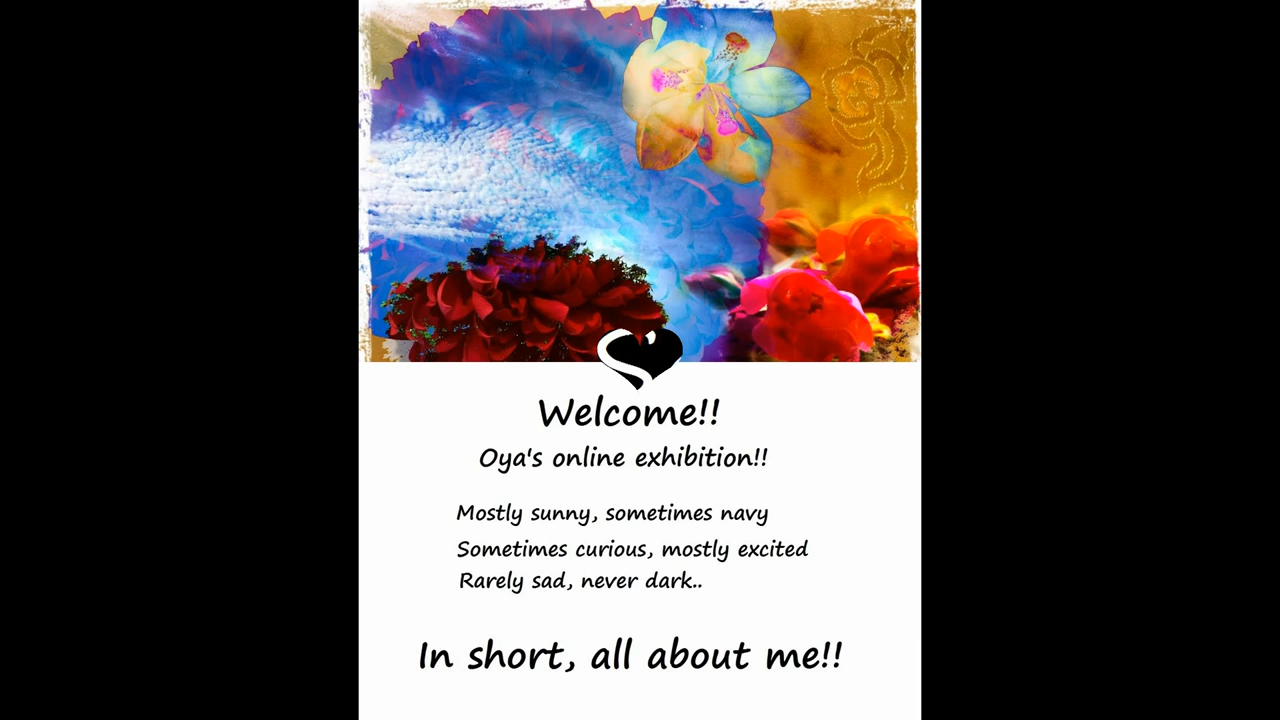 Welcome!!
Oya's online exhibition!!
Mostly sunny, sometimes navy
Sometimes curious, mostly excited
Rarely sad, never dark..
In short, all about me!!